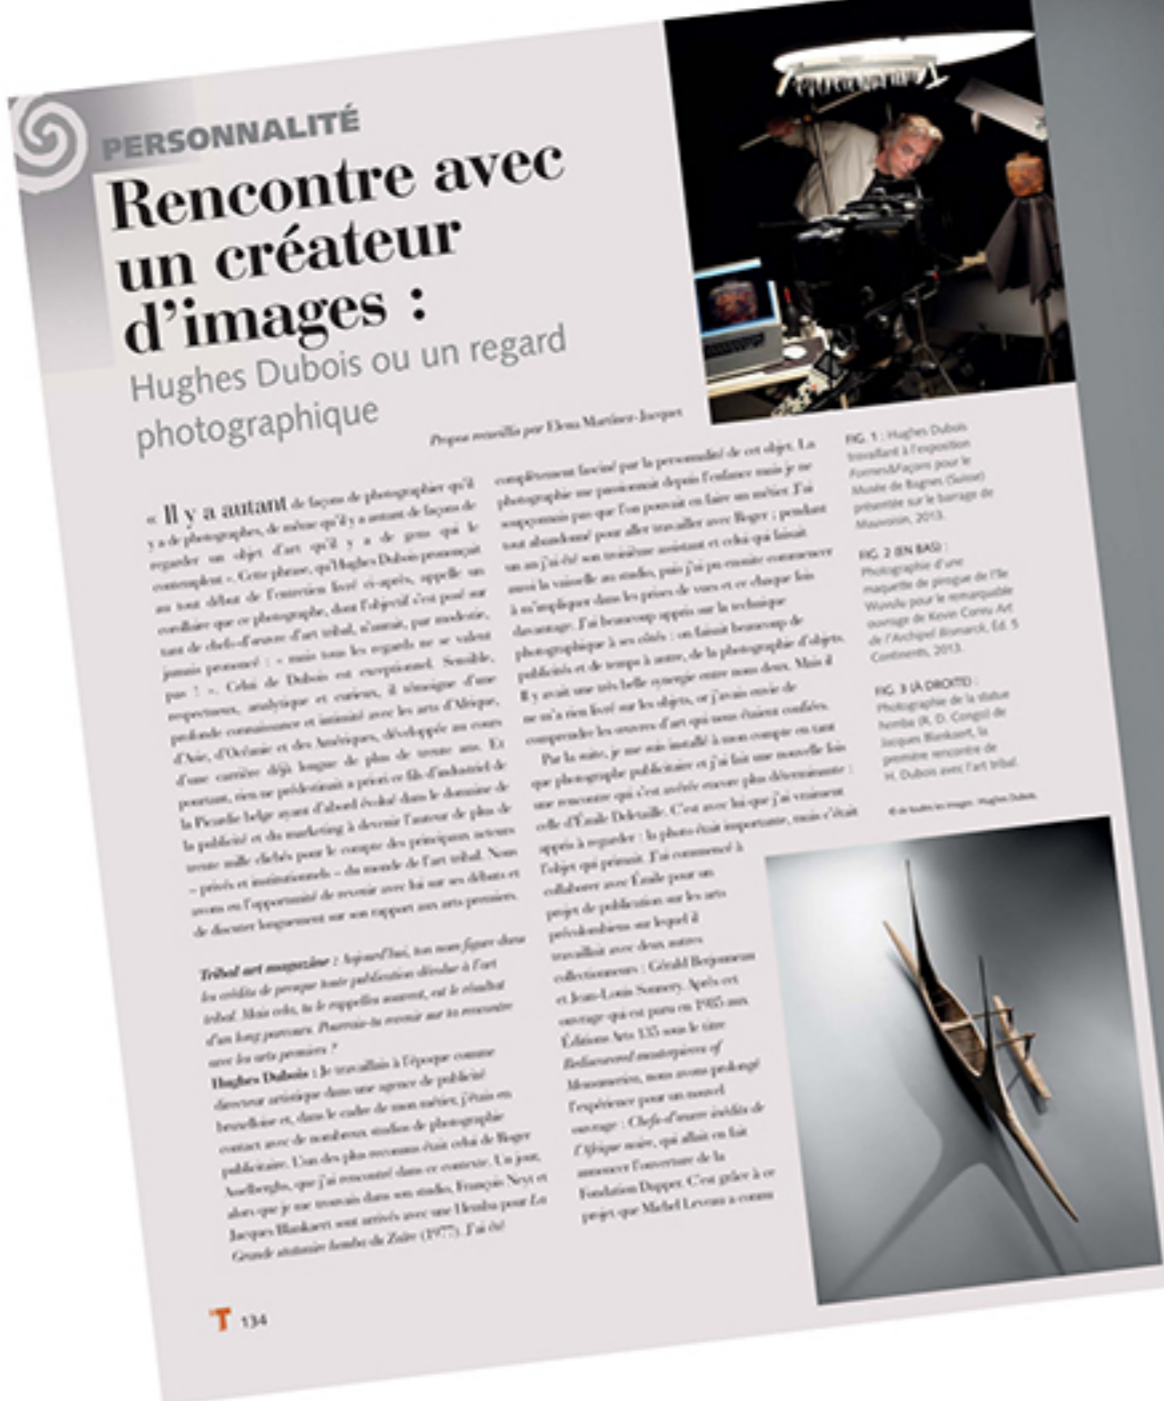 PERSONNALITÉ
Rencontre avec
un créateur
d'images :
Hughes Dubois ou un regard
photographique
Propos recueillis par Elena Martínez-Jacquet
« Il y a autant de façons de photographier qu'il
y a de photographes, de même qu'il y a autant de façons de
regarder un objet d'art qu'il y a de gens qui le
contemplent ». Cette phrase, qu'Hughes Dubois prononçait
au tout début de l'entretien livré ci-après, appelle un
corollaire que ce photographe, dont l'objectif s'est posé sur
tant de chefs-d'œuvre d'art tribal, n'aurait, par modestie,
jamais prononcé : « mais tous les regards ne se valent
pas ! ». Celui de Dubois est exceptionnel. Sensible,
respectueux, analytique et curieux, il témoigne d'une
profonde connaissance et intimité avec les arts d'Afrique,
d'Asie, d'Océanie et des Amériques, développée au cours
d'une carrière déjà longue de plus de trente ans. Et
pourtant, rien ne prédestinait a priori ce fils d'industriel de
la Picardie belge ayant d'abord évolué dans le domaine de
la publicité et du marketing à devenir l'auteur de plus de
trente mille clichés pour le compte des principaux acteurs
– privés et institutionnels – du monde de l'art tribal. Nous
avons eu l'opportunité de revenir avec lui sur ses débuts et
de discuter longuement sur son rapport aux arts premiers.
Tribal art magazine : Aujourd'hui, ton nom figure dans
les crédits de presque toute publication dévolue à l'art
tribal. Mais cela, tu le rappelles souvent, est le résultat
d'un long parcours. Pourrais-tu revenir sur ta rencontre
avec les arts premiers ?
Hughes Dubois : Je travaillais à l'époque comme
directeur artistique dans une agence de publicité
bruxelloise et, dans le cadre de mon métier, j'étais en
contact avec de nombreux studios de photographie
publicitaire. L'un des plus reconnus était celui de Roger
Asselberghs, que j'ai rencontré dans ce contexte. Un jour,
alors que je me trouvais dans son studio, François Neyt et
Jacques Blankaert sont arrivés avec une Hemba pour La
Grande statuaire hemba du Zaïre (1977). J'ai été
complètement fasciné par la personnalité de cet objet. La
photographie me passionnait depuis l'enfance mais je ne
soupçonnais pas que l'on pouvait en faire un métier. J'ai
tout abandonné pour aller travailler avec Roger ; pendant
un an j'ai été son troisième assistant et celui qui faisait
aussi la vaisselle au studio, puis j'ai pu ensuite commencer
à m'impliquer dans les prises de vues et ce chaque fois
davantage. J'ai beaucoup appris sur la technique
photographique à ses côtés : on faisait beaucoup de
publicités et de temps à autre, de la photographie d'objets.
Il y avait une très belle synergie entre nous deux. Mais il
ne m'a rien livré sur les objets, or j'avais envie de
comprendre les œuvres d'art qui nous étaient confiées.
Par la suite, je me suis installé à mon compte en tant
que photographe publicitaire et j'ai fait une nouvelle fois
une rencontre qui s'est avérée encore plus déterminante :
celle d'Émile Deletaille. C'est avec lui que j'ai vraiment
appris à regarder : la photo était importante, mais c'était
l'objet qui primait. J'ai commencé à
collaborer avec Émile pour un
projet de publication sur les arts
précolombiens sur lequel il
travaillait avec deux autres
collectionneurs : Gérald Berjonneau
et Jean-Louis Sonnery. Après cet
ouvrage qui est paru en 1985 aux
Éditions Arts 135 sous le titre
Rediscovered masterpieces of
Mesoamerica, nous avons prolongé
l'expérience pour un nouvel
ouvrage : Chefs-d'œuvre inédits de
l'Afrique noire, qui allait en fait
annoncer l'ouverture de la
Fondation Dapper. C'est grâce à ce
projet que Michel Leveau a connu
FIG. 1 : Hughes Dubois
travaillant à l'exposition
Formes&Façons pour le
Musée de Bagnes (Suisse)
présentée sur le barrage de
Mauvoisin, 2013.
FIG. 2 (EN BAS) :
Photographie d'une
maquette de pirogue de l'île
Wuvulu pour le remarquable
ouvrage de Kevin Conru Art
de l'Archipel Bismarck, Éd. 5
Continents, 2013.
FIG. 3 (À DROITE) :
Photographie de la statue
hemba (R. D. Congo) de
Jacques Blankaert, la
première rencontre de
H. Dubois avec l'art tribal.
© de toutes les images : Hughes Dubois.
T 134